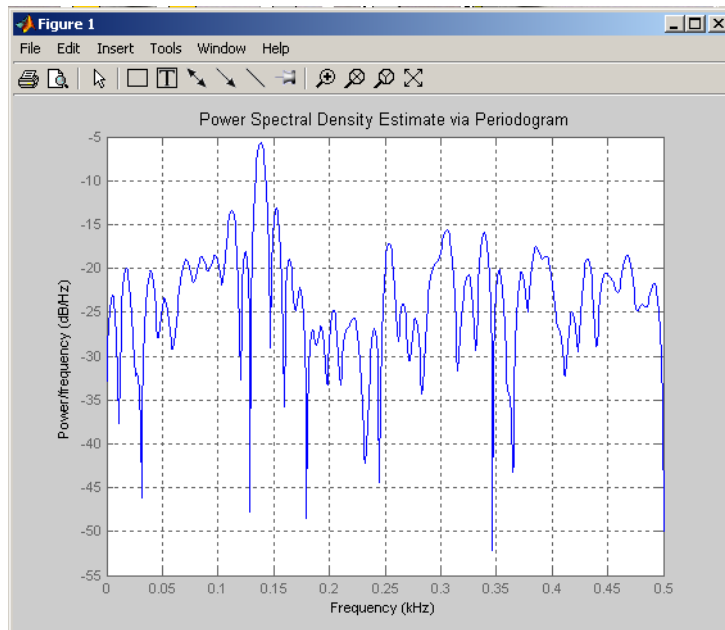 Figure 1
File Edit Insert Tools Window Help
T
Power Spectral Density Estimate via Periodogram
Power/frequency (dB/Hz)
-5
-10
-15
-20
-25
-30
-35
-40
-45
-50
-55
0 0.05 0.1 0.15 0.2 0.25 0.3 0.35 0.4 0.45 0.5
Frequency (kHz)